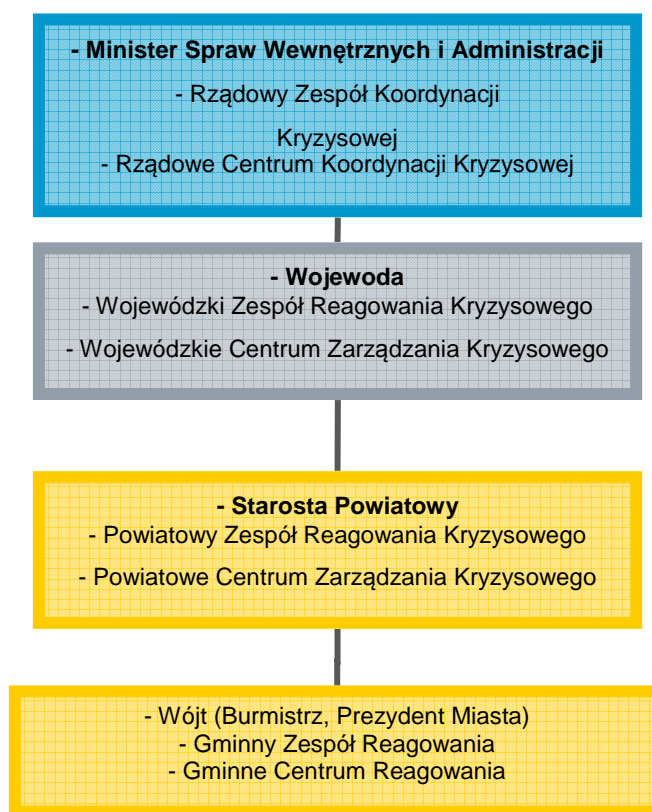 - Minister Spraw Wewnętrznych i Administracji
- Rządowy Zespół Koordynacji
Kryzysowej
- Rządowe Centrum Koordynacji Kryzysowej
- Wojewoda
- Wojewódzki Zespół Reagowania Kryzysowego
- Wojewódzkie Centrum Zarządzania Kryzysowego
- Starosta Powiatowy
- Powiatowy Zespół Reagowania Kryzysowego
- Powiatowe Centrum Zarządzania Kryzysowego
- Wójt (Burmistrz, Prezydent Miasta)
- Gminny Zespół Reagowania
- Gminne Centrum Reagowania